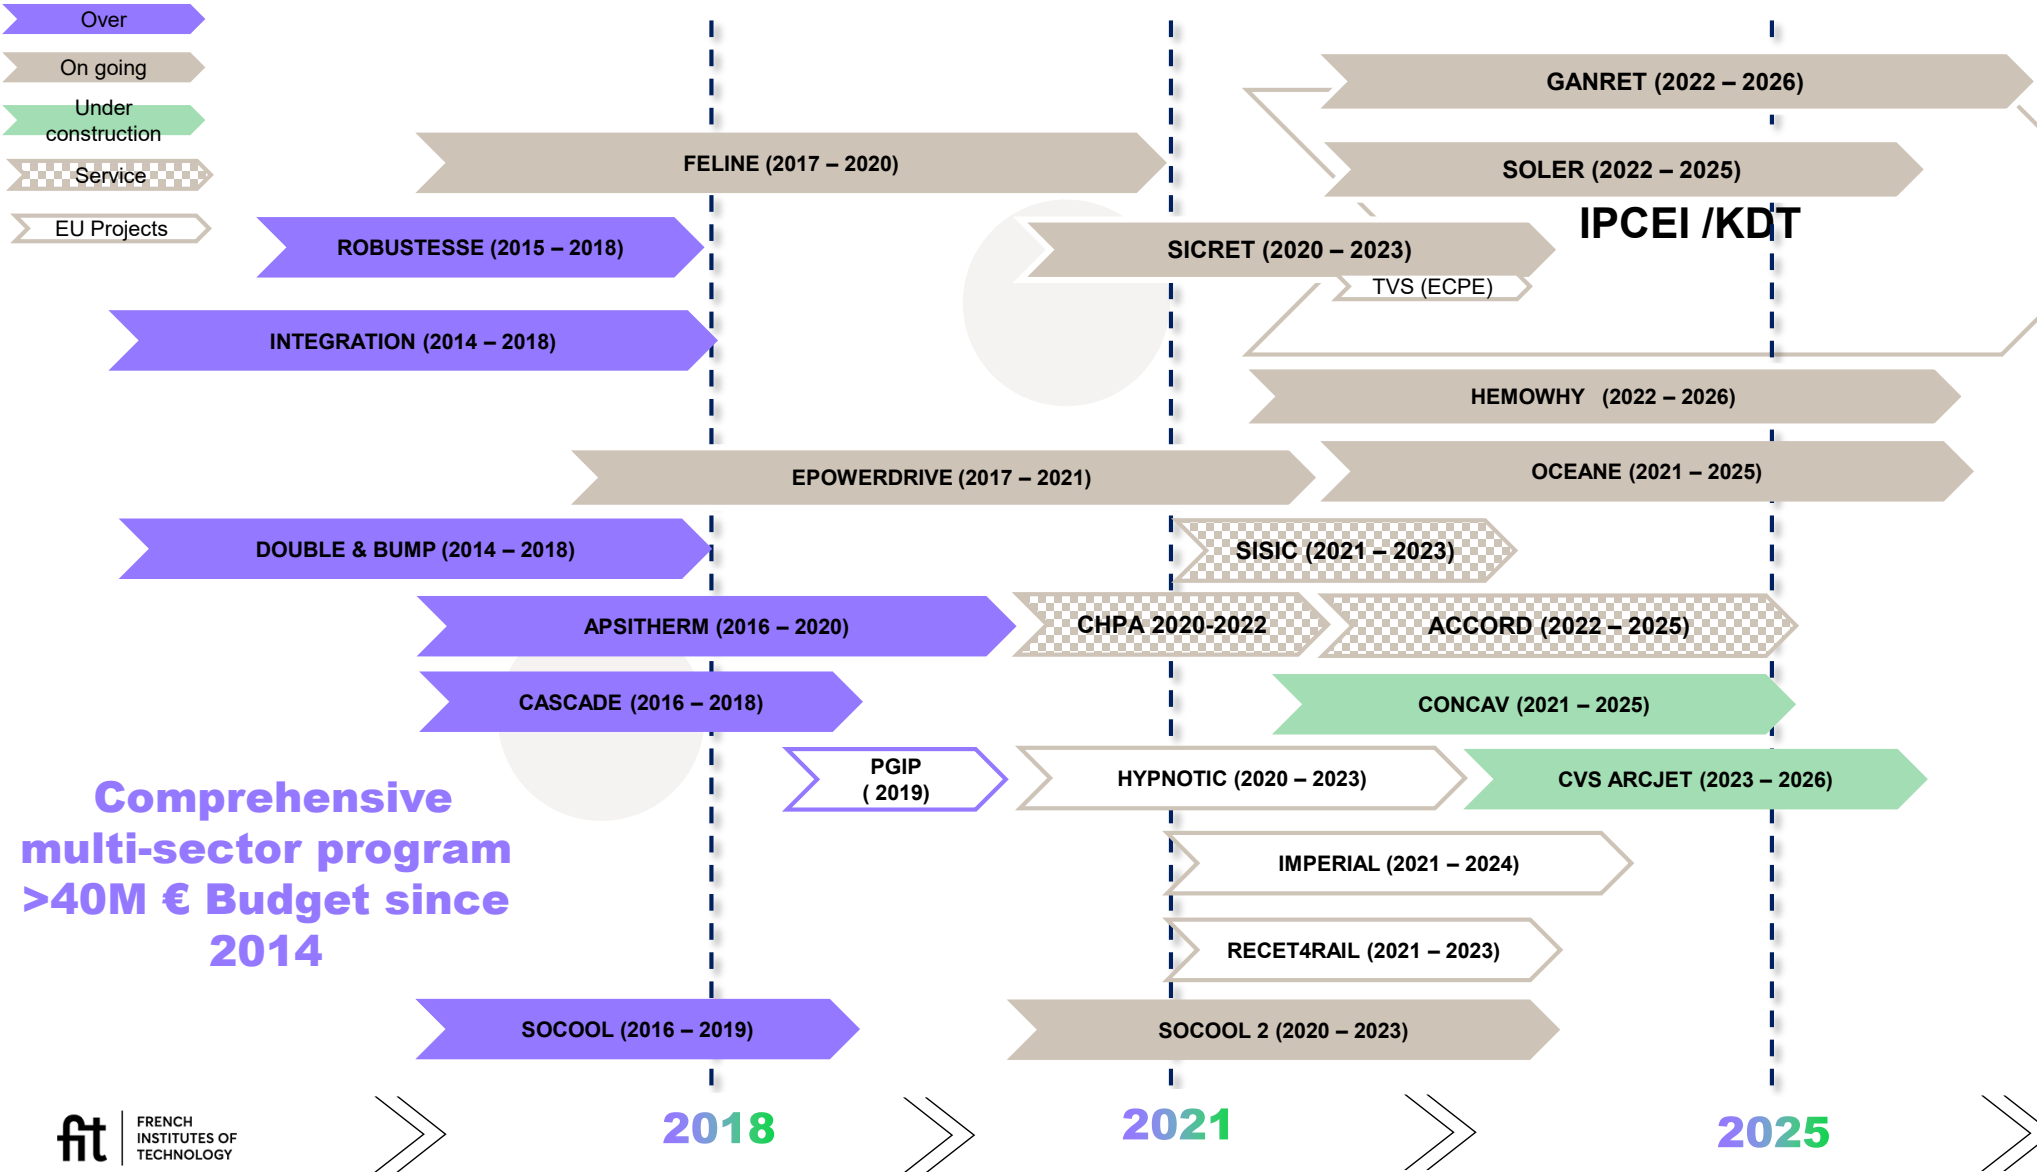 Over
On going
Under
construction
Service
EU Projects
GANRET (2022 – 2026)
FELINE (2017 – 2020)
SOLER (2022 – 2025)
IPCEI /KDT
ROBUSTESSE (2015 – 2018)
SICRET (2020 – 2023)
TVS (ECPE)
INTEGRATION (2014 – 2018)
HEMOWHY (2022 – 2026)
EPOWERDRIVE (2017 – 2021)
OCEANE (2021 – 2025)
DOUBLE & BUMP (2014 – 2018)
SISIC (2021 – 2023)
APSITHERM (2016 – 2020)
CHPA 2020-2022
ACCORD (2022 – 2025)
CASCADE (2016 – 2018)
CONCAV (2021 – 2025)
PGIP
( 2019)
HYPNOTIC (2020 – 2023)
CVS ARCJET (2023 – 2026)
Comprehensive
multi-sector program
>40M € Budget since
2014
IMPERIAL (2021 – 2024)
RECET4RAIL (2021 – 2023)
SOCOOL (2016 – 2019)
SOCOOL 2 (2020 – 2023)
2018
2021
2025
fit
FRENCH
INSTITUTES OF
TECHNOLOGY